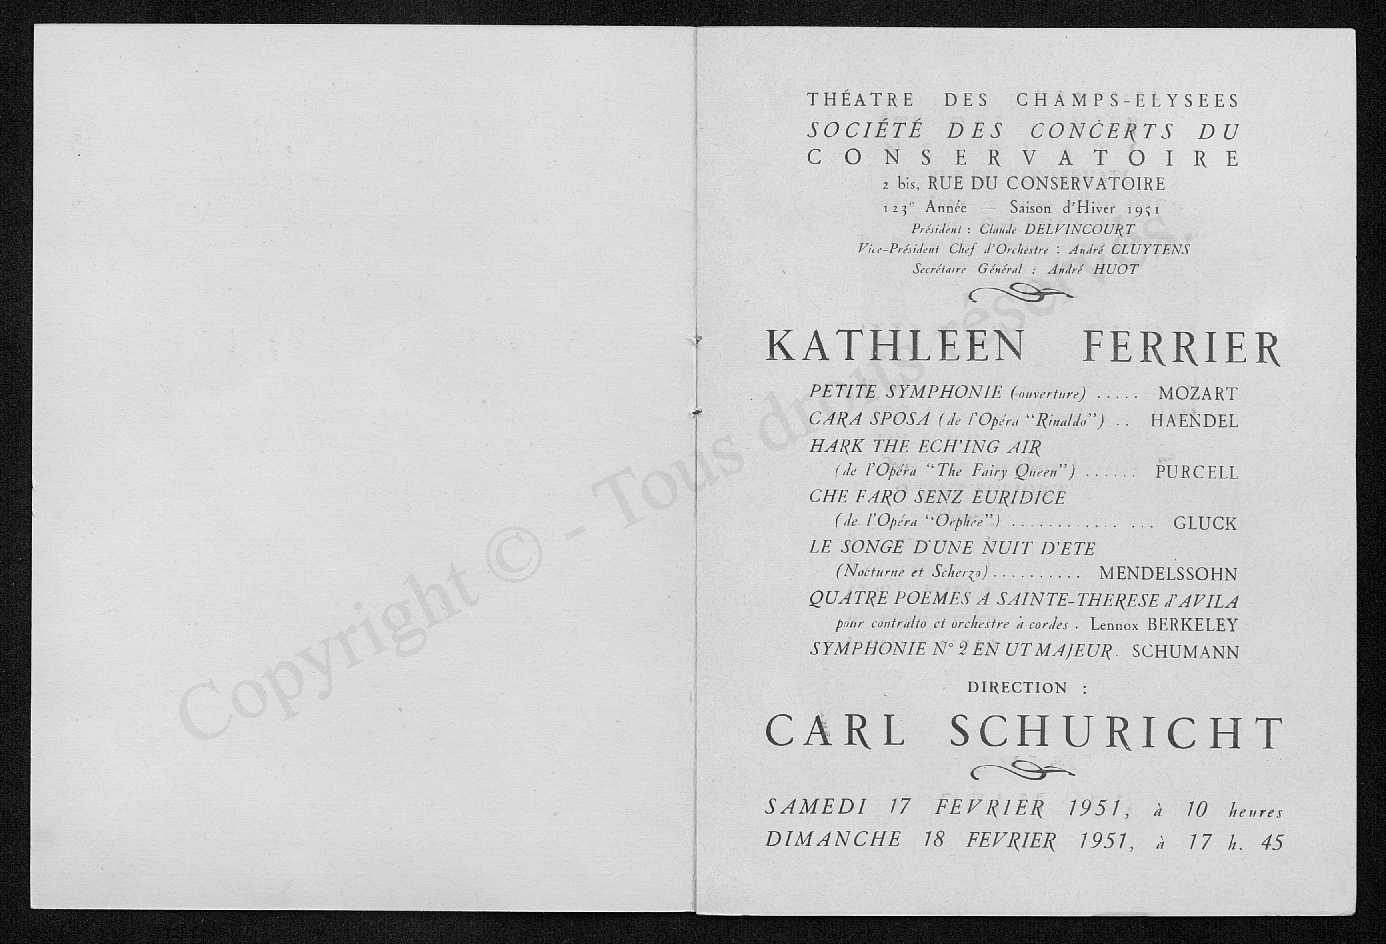 THÉATRE DES CHAMPS-ELYSEES
SOCIÉTÉ DES CONCERTS DU
CONSERVATOIRE
2 bis, RUE DU CONSERVATOIRE
123e Année — Saison d'Hiver 1951
Président : Claude DELVINCOURT
Vice-Président Chef d'Orchestre : André CLUYTENS
Secrétaire Général : André HUOT
KATHLEEN FERRIER
PETITE SYMPHONIE (ouverture) ..... MOZART
CARA SPOSA (de l'Opéra "Rinaldo") .. HAENDEL
HARK THE ECH'ING AIR
(de l'Opéra "The Fairy Queen") ...... PURCELL
CHE FARO SENZ EURIDICE
(de l'Opéra "Orphée") ............ ... GLUCK
LE SONGE D'UNE NUIT D'ETE
(Nocturne et Scherzo) .......... MENDELSSOHN
QUATRE POEMES A SAINTE-THERESE d'AVILA
pour contralto et orchestre à cordes . Lennox BERKELEY
SYMPHONIE N° 2 EN UT MAJEUR . SCHUMANN
DIRECTION :
CARL SCHURICHT
SAMEDI 17 FEVRIER 1951, à 10 heures
DIMANCHE 18 FEVRIER 1951, à 17 h. 45
Copyright © - Tous droits réservés.